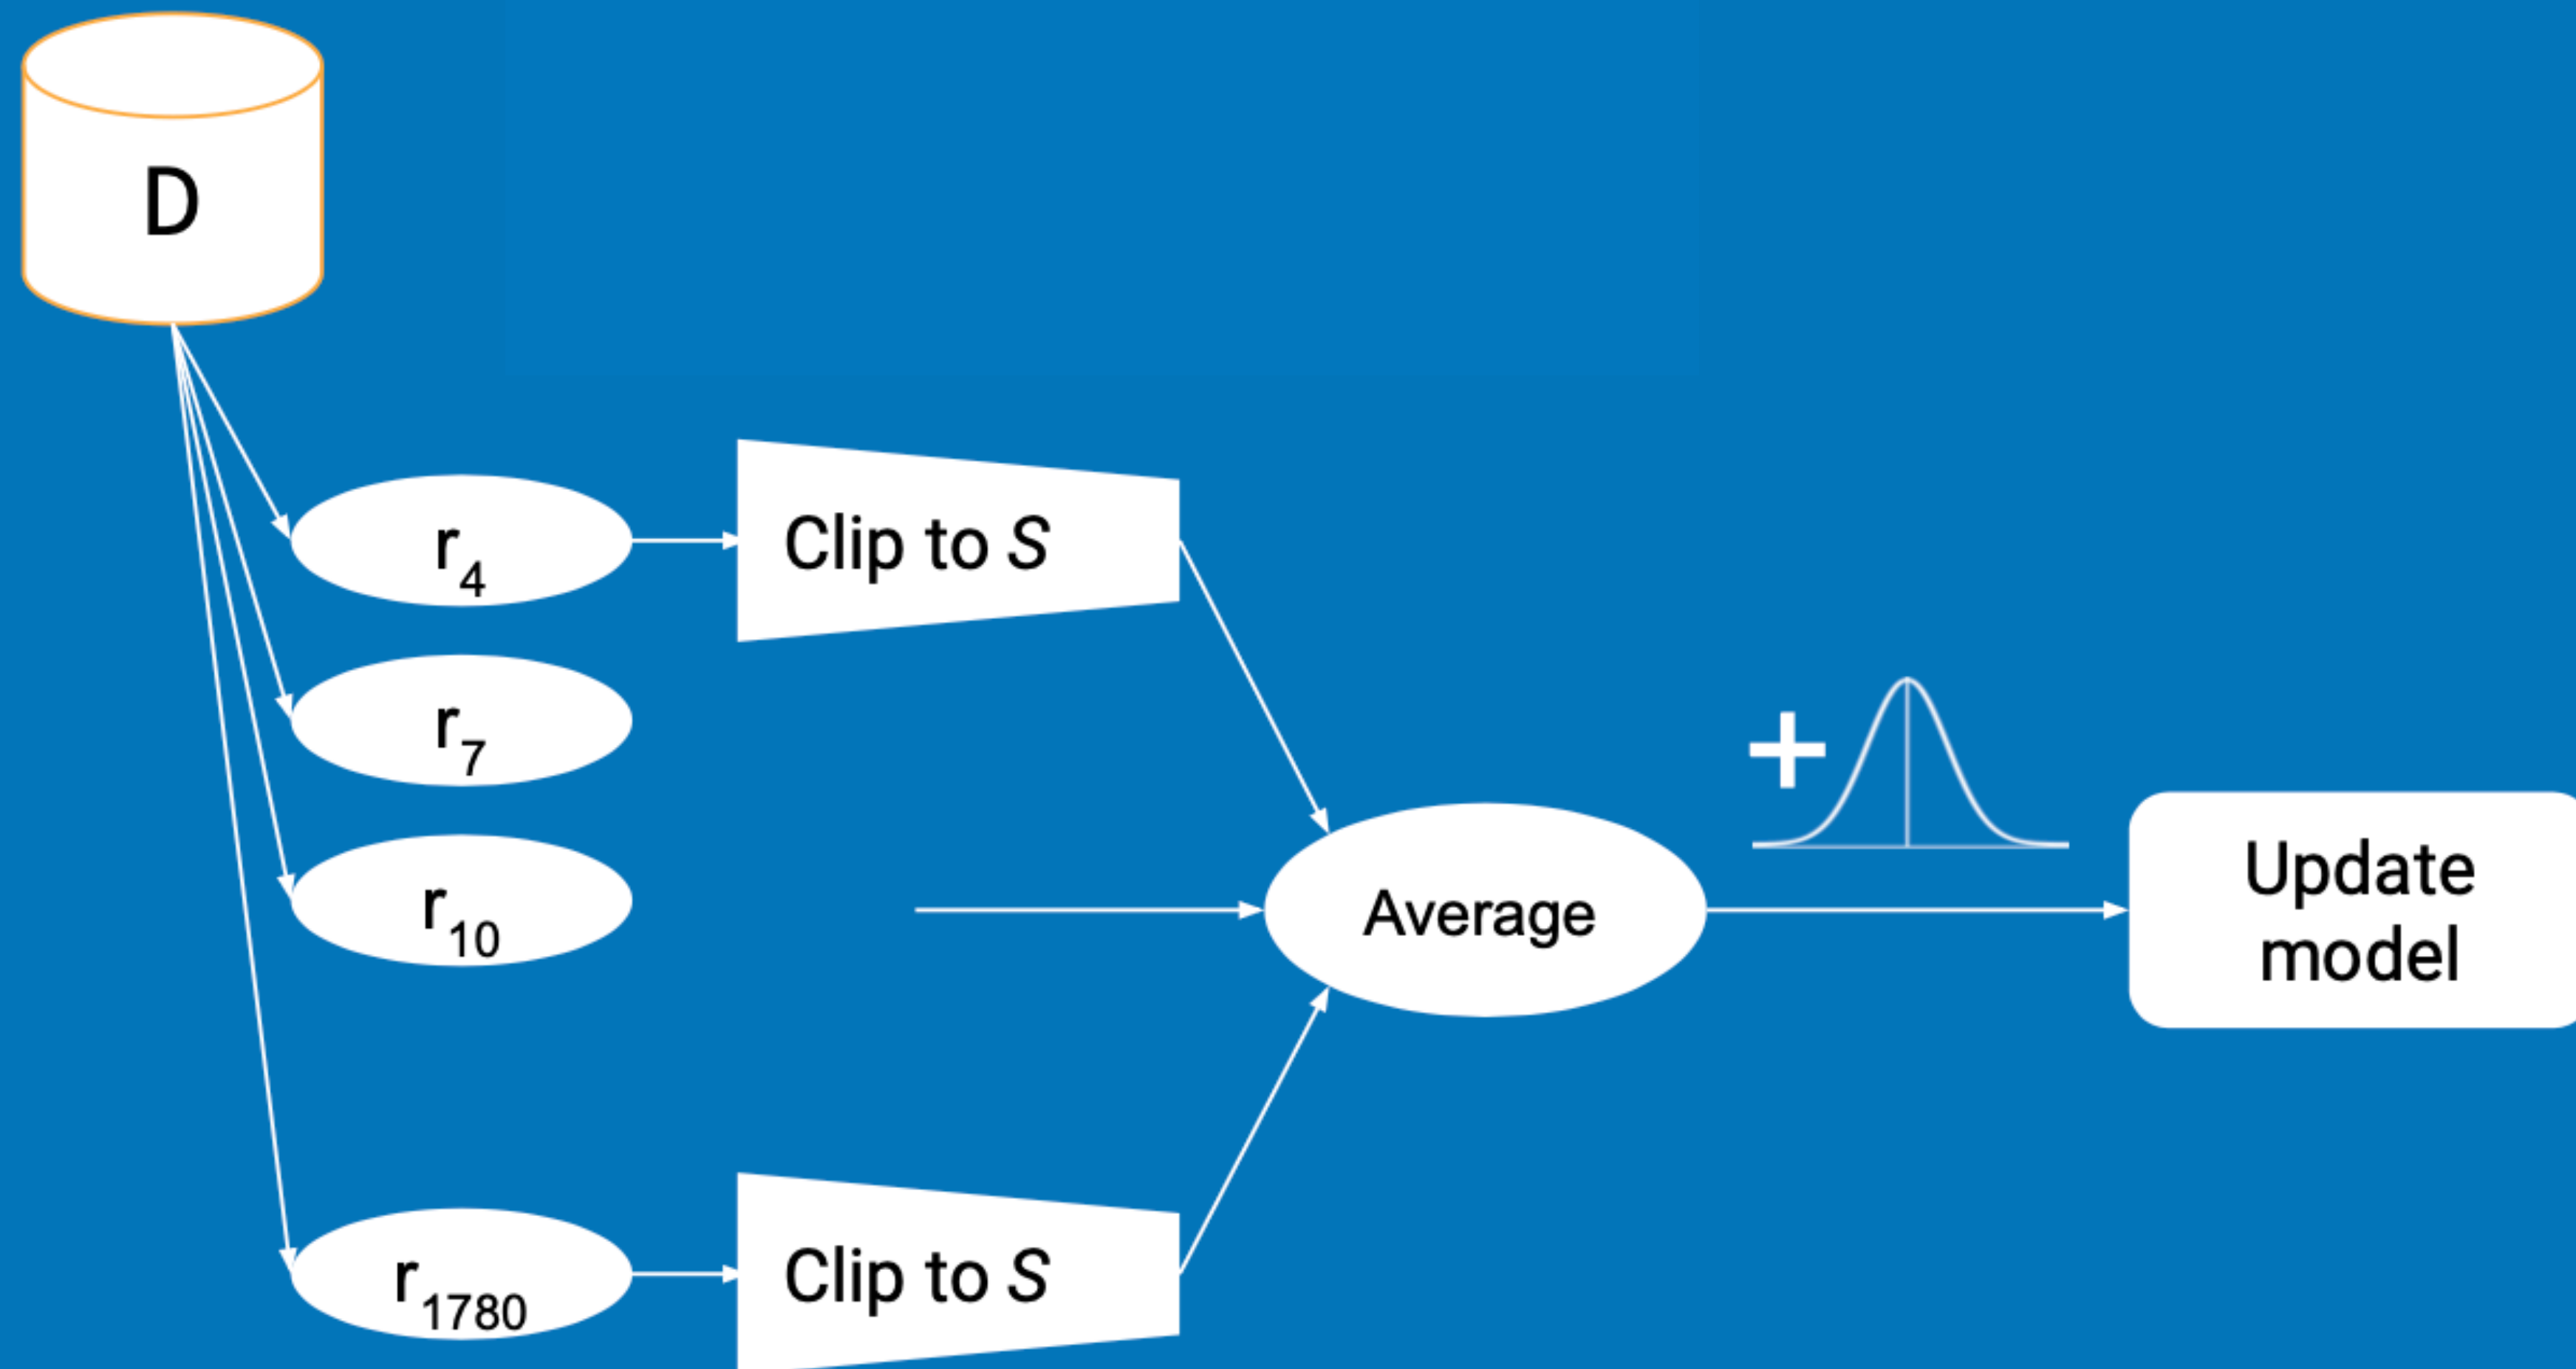 D
r4
Clip to S
r7
r10
Average
Update
model
r1780
Clip to S